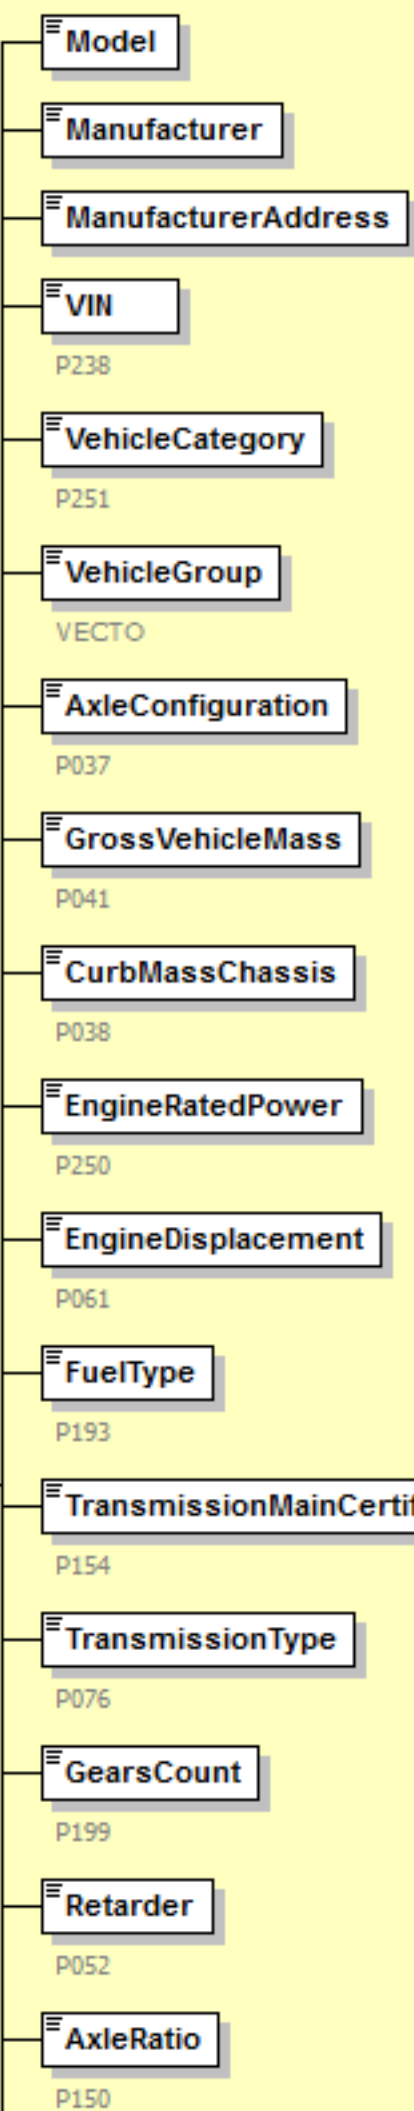 Model
Manufacturer
ManufacturerAddress
VIN
P238
VehicleCategory
P251
VehicleGroup
VECTO
AxleConfiguration
P037
GrossVehicleMass
P041
CurbMassChassis
P038
EngineRatedPower
P250
EngineDisplacement
P061
FuelType
P193
TransmissionMainCertif
P154
TransmissionType
P076
GearsCount
P199
Retarder
P052
AxleRatio
P150